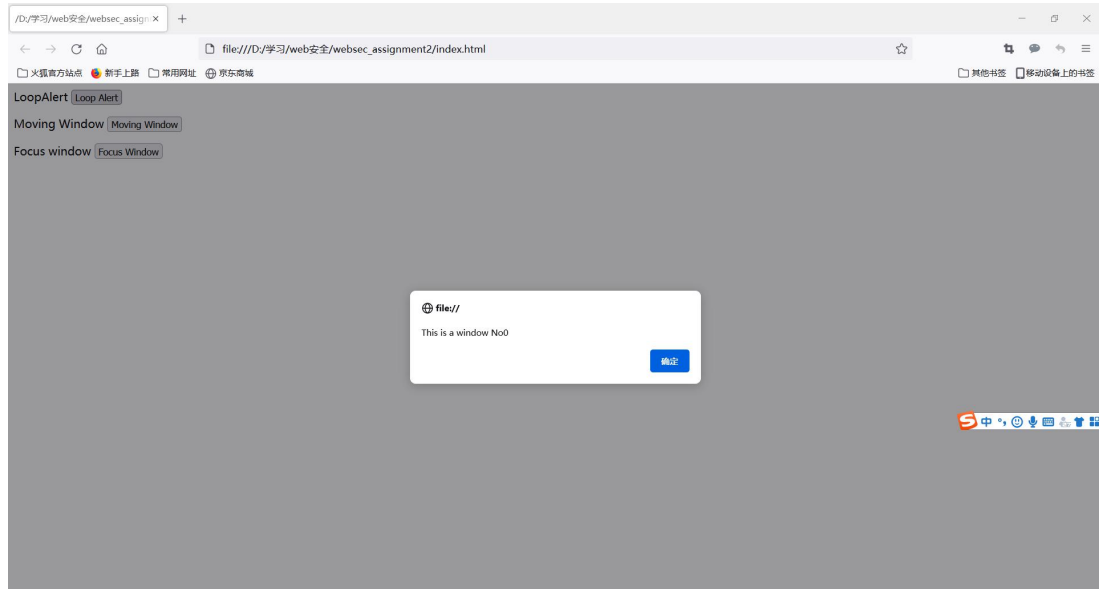 /D:/学习/web安全/websec_assign
file:///D:/学习/web安全/websec_assignment2/index.html
火狐官方站点 新手上路 常用网址 京东商城 其他书签 移动设备上的书签
LoopAlert Loop Alert
Moving Window Moving Window
Focus window Focus Window
file://
This is a window No0
确定
中